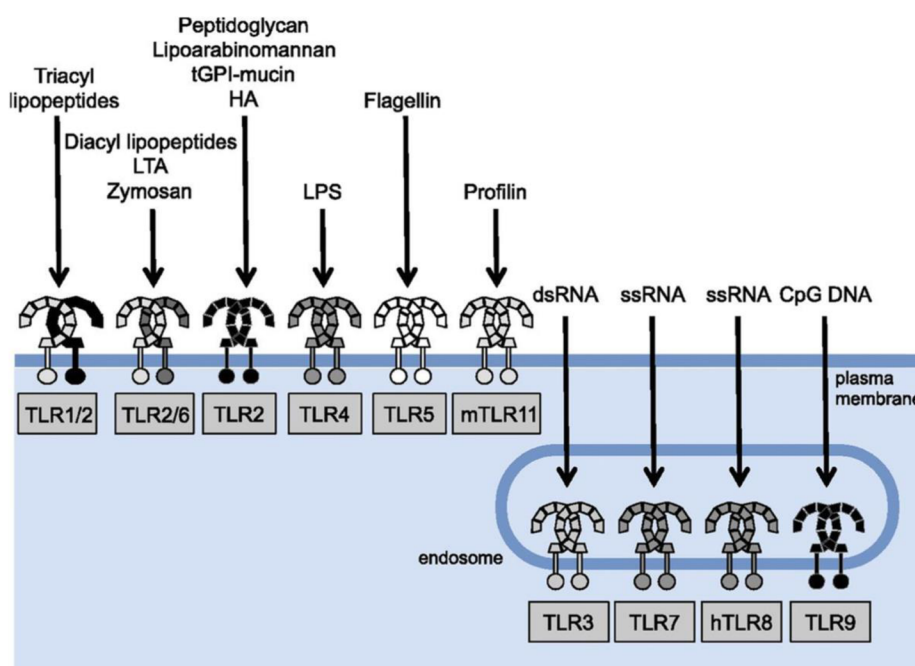 Peptidoglycan
Lipoarabinomannan
tGPI-mucin
HA
Triacyl
lipopeptides
Flagellin
Diacyl lipopeptides
LTA
Zymosan
LPS
Profilin
dsRNA
ssRNA
ssRNA
CpG DNA
plasma
membrane
TLR1/2
TLR2/6
TLR2
TLR4
TLR5
mTLR11
endosome
TLR3
TLR7
hTLR8
TLR9